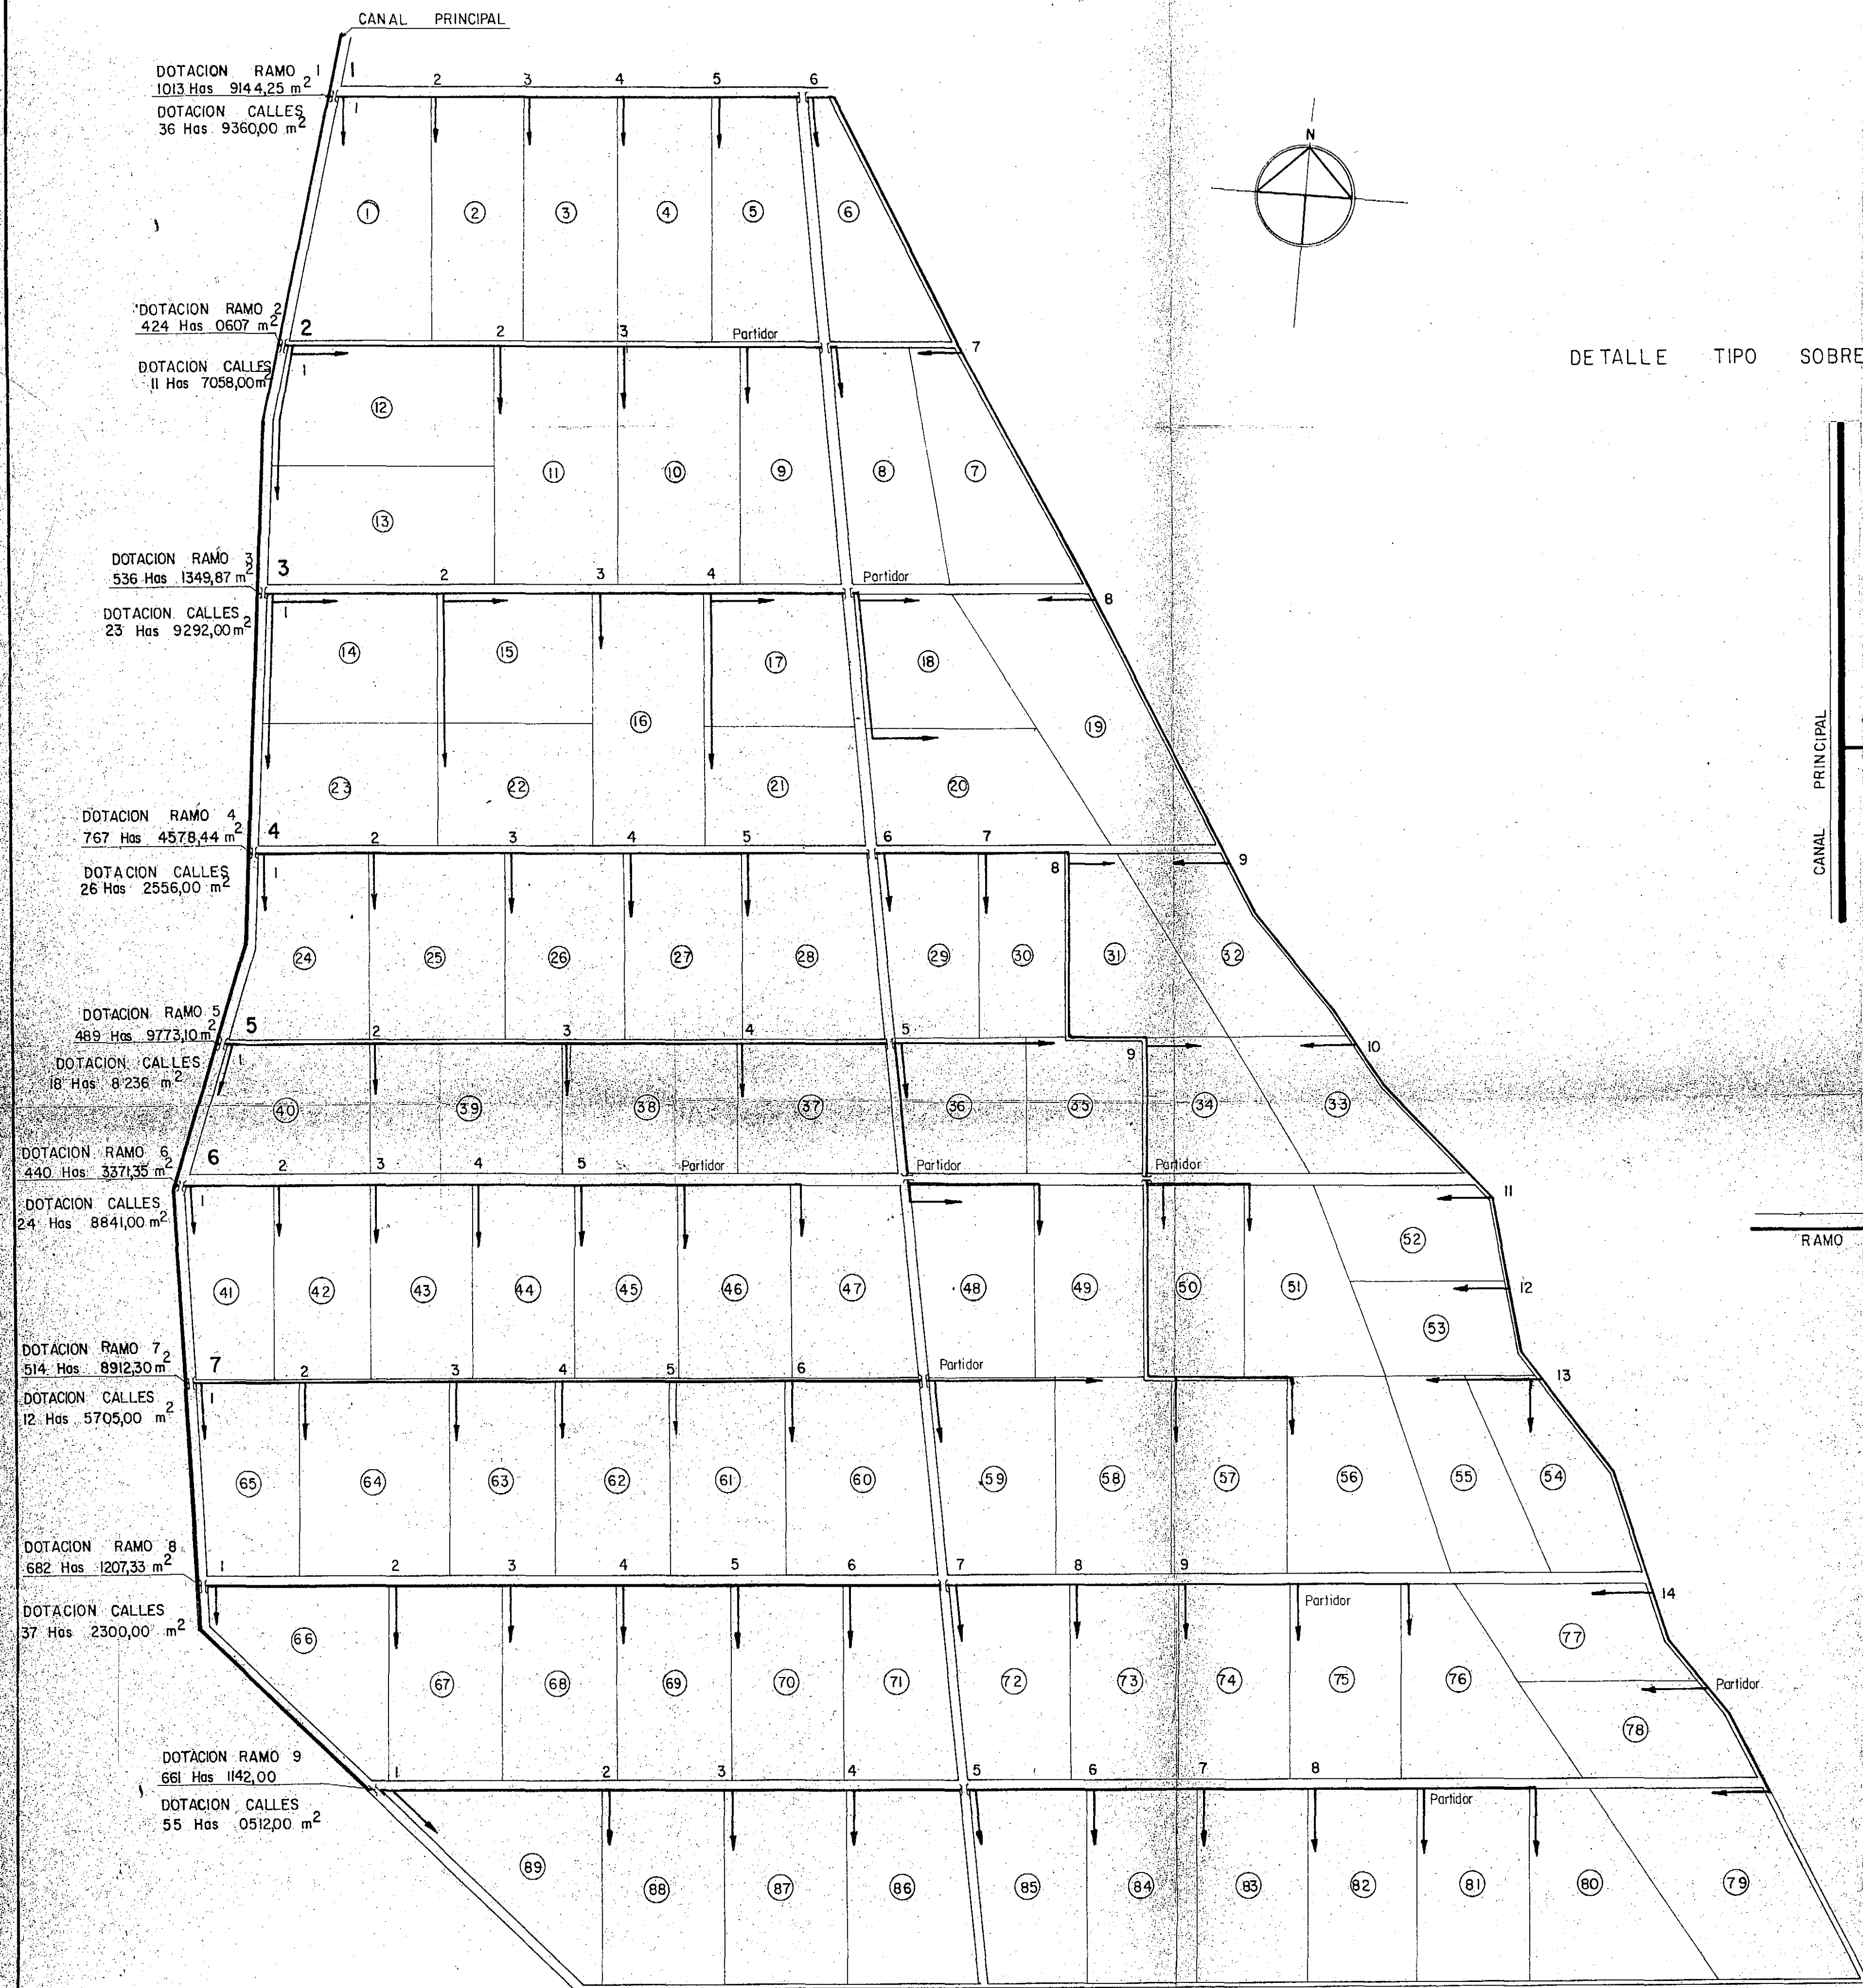 CANAL PRINCIPAL
DOTACION RAMO 1
1013 Has 9144,25 m2
DOTACION CALLES
36 Has 9360,00 m2
1 2 3 4 5 6
1
N
1 2 3 4 5 6
DOTACION RAMO 2
424 Has 0607 m2
DOTACION CALLES
11 Has 7058,00 m2
2 2 3 Partidor 7
1
DETALLE TIPO SOBRE
12 11 10 9 8 7
13
DOTACION RAMO 3
536 Has 1349,87 m2
DOTACION CALLES
23 Has 9292,00 m2
3 2 3 4 Partidor
1 8
14 15 17 18
16 19
23 22 21 20
CANAL PRINCIPAL
DOTACION RAMO 4
767 Has 4578,44 m2
DOTACION CALLES
26 Has 2556,00 m2
4 2 3 4 5 6 7
1 8 9
24 25 26 27 28 29 30 31 32
DOTACION RAMO 5
489 Has 9773,10 m2
DOTACION CALLES
18 Has 8236 m2
5 2 3 4 5
1 9 10
40 39 38 37 36 35 34 33
DOTACION RAMO 6
440 Has 3371,35 m2
DOTACION CALLES
24 Has 8841,00 m2
6 2 3 4 5 Partidor Partidor Partidor
1 11
RAMO
52
41 42 43 44 45 46 47 48 49 50 51 12
53
DOTACION RAMO 7
514 Has 8912,30 m2
DOTACION CALLES
12 Has 5705,00 m2
7 2 3 4 5 6 Partidor 13
1
65 64 63 62 61 60 59 58 57 56 55 54
DOTACION RAMO 8
682 Has 1207,33 m2
DOTACION CALLES
37 Has 2300,00 m2
1 2 3 4 5 6 7 8 9
Partidor 14
66 77
67 68 69 70 71 72 73 74 75 76 Partidor
78
DOTACION RAMO 9
661 Has 1142,00
DOTACION CALLES
55 Has 0512,00 m2
1 2 3 4 5 6 7 8
Partidor
89 88 87 86 85 84 83 82 81 80 79